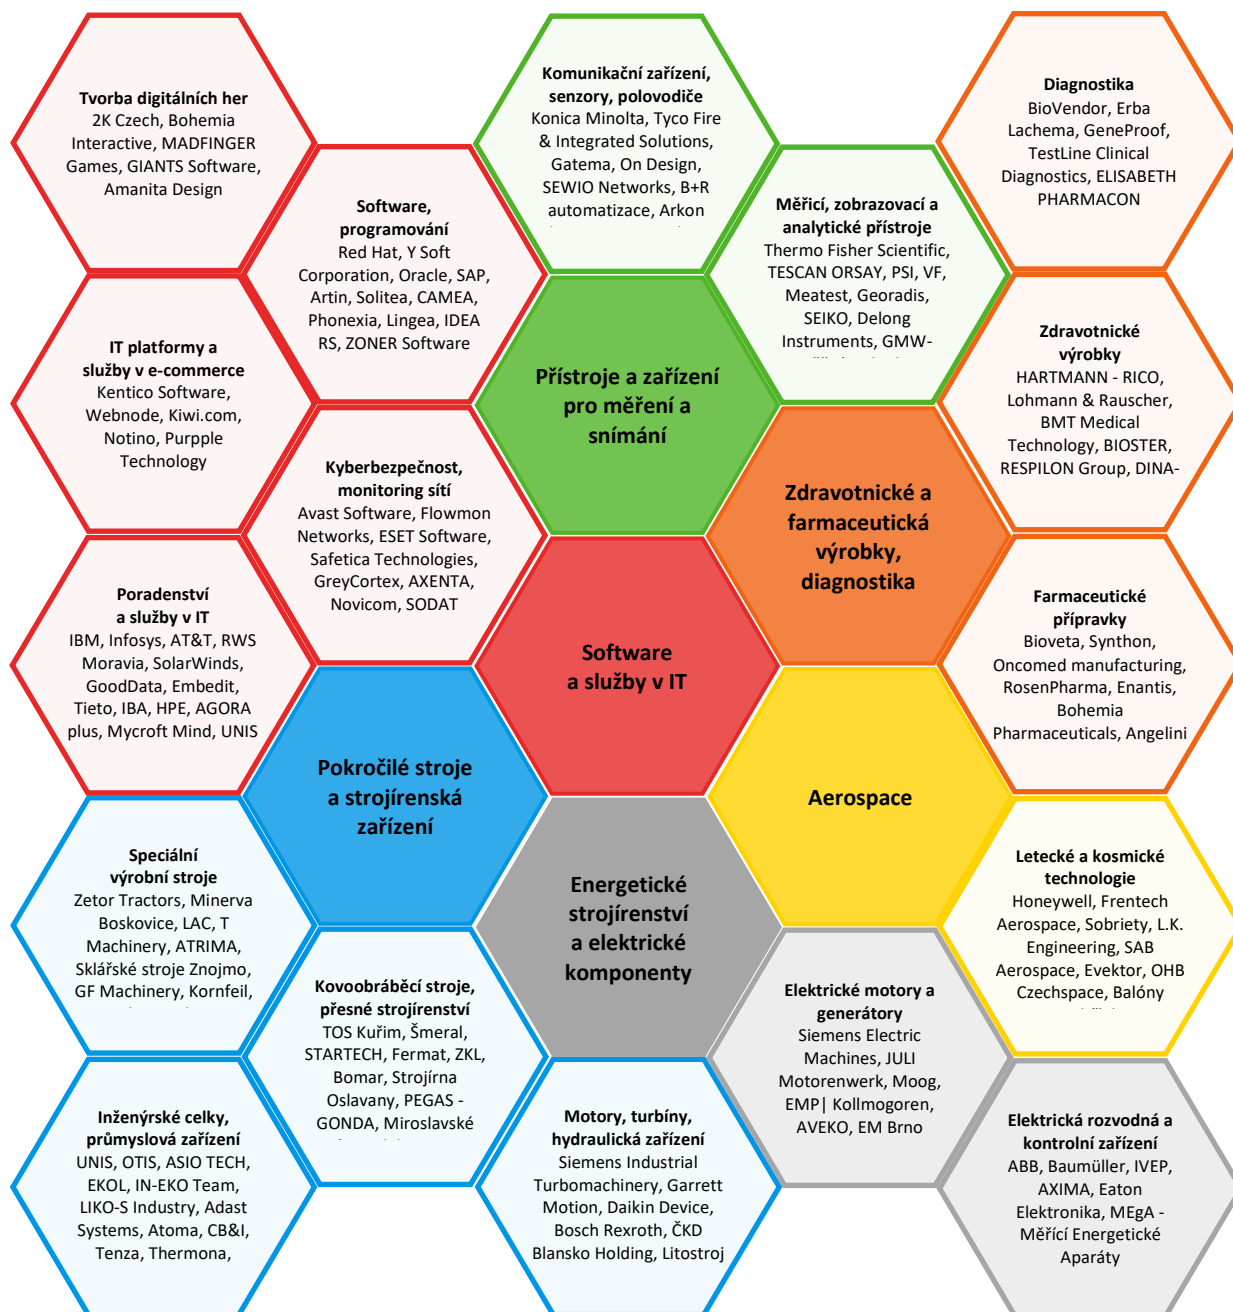 Tvorba digitálních her
2K Czech, Bohemia
Interactive, MADFINGER
Games, GIANTS Software,
Amanita Design
Komunikační zařízení,
senzory, polovodiče
Konica Minolta, Tyco Fire
& Integrated Solutions,
Gatema, On Design,
SEWIO Networks, B+R
automatizace, Arkon
Diagnostika
BioVendor, Erba
Lachema, GeneProof,
TestLine Clinical
Diagnostics, ELISABETH
PHARMACON
Software,
programování
Red Hat, Y Soft
Corporation, Oracle, SAP,
Artin, Solitea, CAMEA,
Phonexia, Lingea, IDEA
RS, ZONER Software
Měřicí, zobrazovací a
analytické přístroje
Thermo Fisher Scientific,
TESCAN ORSAY, PSI, VF,
Meatest, Georadis,
SEIKO, Delong
Instruments, GMW-
IT platformy a
služby v e-commerce
Kentico Software,
Webnode, Kiwi.com,
Notino, Purpple
Technology
Přístroje a zařízení
pro měření a
snímání
Zdravotnické
výrobky
HARTMANN - RICO,
Lohmann & Rauscher,
BMT Medical
Technology, BIOSTER,
RESPILON Group, DINA-
Kyberbezpečnost,
monitoring sítí
Avast Software, Flowmon
Networks, ESET Software,
Safetica Technologies,
GreyCortex, AXENTA,
Novicom, SODAT
Zdravotnické a
farmaceutická
výrobky,
diagnostika
Poradenství
a služby v IT
IBM, Infosys, AT&T, RWS
Moravia, SolarWinds,
GoodData, Embedit,
Tieto, IBA, HPE, AGORA
plus, Mycroft Mind, UNIS
Software
a služby v IT
Farmaceutické
přípravky
Bioveta, Synthon,
Oncomed manufacturing,
RosenPharma, Enantis,
Bohemia
Pharmaceuticals, Angelini
Pokročilé stroje
a strojírenská
zařízení
Aerospace
Speciální
výrobní stroje
Zetor Tractors, Minerva
Boskovice, LAC, T
Machinery, ATRIMA,
Sklářské stroje Znojmo,
GF Machinery, Kornfeil,
Energetické
strojírenství
a elektrické
komponenty
Letecké a kosmické
technologie
Honeywell, Frentech
Aerospace, Sobriety, L.K.
Engineering, SAB
Aerospace, Evektor, OHB
Czechspace, Balóny
Kovoobráběcí stroje,
přesné strojírenství
TOS Kuřim, Šmeral,
STARTECH, Fermat, ZKL,
Bomar, Strojírna
Oslavany, PEGAS -
GONDA, Miroslavské
Elektrické motory a
generátory
Siemens Electric
Machines, JULI
Motorenwerk, Moog,
EMP| Kollmogoren,
AVEKO, EM Brno
Inženýrské celky,
průmyslová zařízení
UNIS, OTIS, ASIO TECH,
EKOL, IN-EKO Team,
LIKO-S Industry, Adast
Systems, Atoma, CB&I,
Tenza, Thermona,
Motory, turbíny,
hydraulická zařízení
Siemens Industrial
Turbomachinery, Garrett
Motion, Daikin Device,
Bosch Rexroth, ČKD
Blansko Holding, Litostroj
Elektrická rozvodná a
kontrolní zařízení
ABB, Baumüller, IVEP,
AXIMA, Eaton
Elektronika, MEgA -
Měřící Energetické
Aparáty